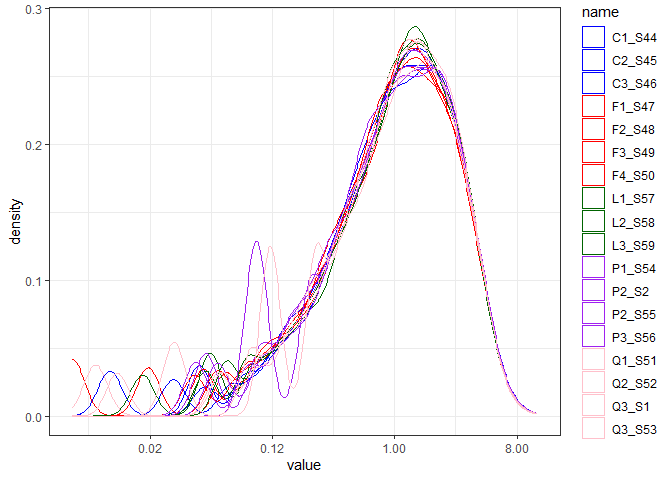 name
C1_S44
C2_S45
C3_S46
F1_S47
F2_S48
F3_S49
F4_S50
L1_S57
L2_S58
L3_S59
P1_S54
P2_S2
P2_S55
P3_S56
Q1_S51
Q2_S52
Q3_S1
Q3_S53
density
0.3
0.2
0.1
0.0
0.02
0.12
1.00
8.00
value